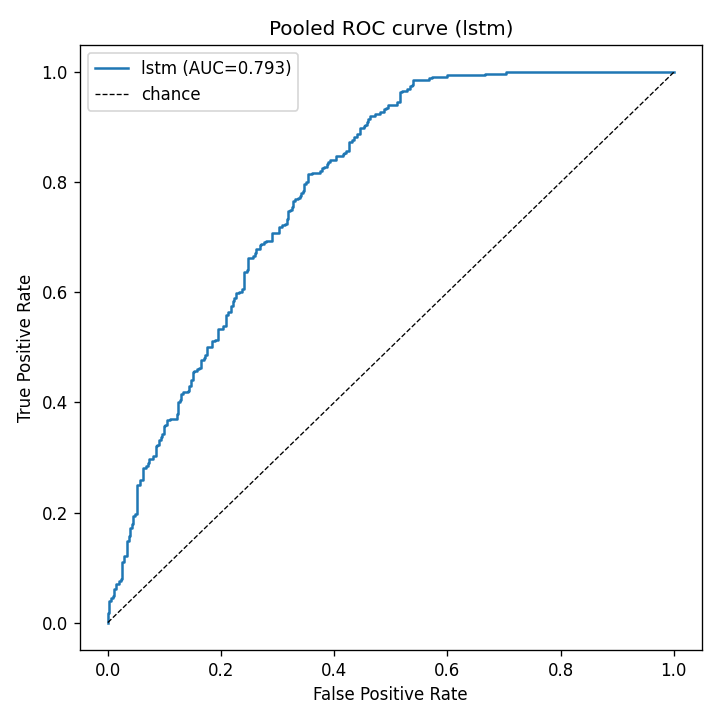 Pooled ROC curve (lstm)
lstm (AUC=0.793)
chance
True Positive Rate
1.0
0.8
0.6
0.4
0.2
0.0
0.0 0.2 0.4 0.6 0.8 1.0
False Positive Rate